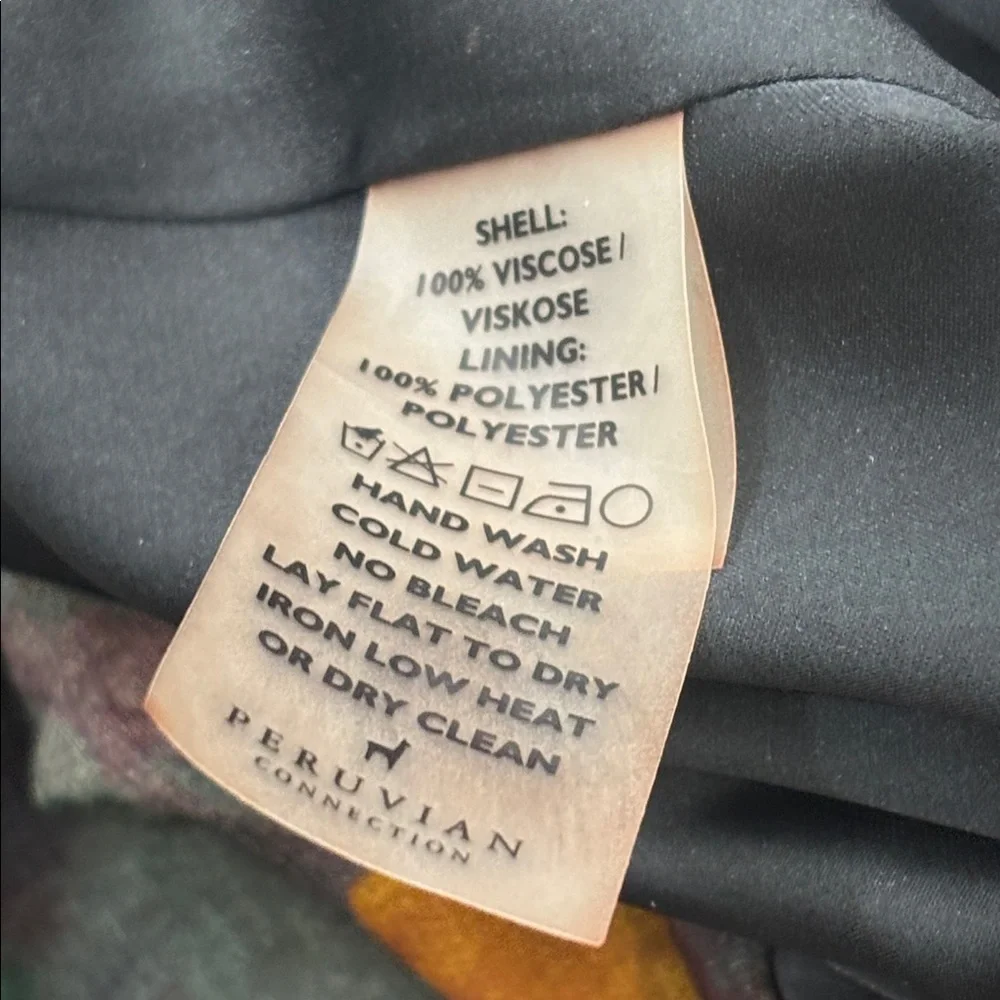 SHELL:
100% VISCOSE /
VISKOSE
LINING:
100% POLYESTER /
POLYESTER
HAND WASH
COLD WATER
NO BLEACH
LAY FLAT TO DRY
IRON LOW HEAT
OR DRY CLEAN
PERUVIAN
CONNECTION